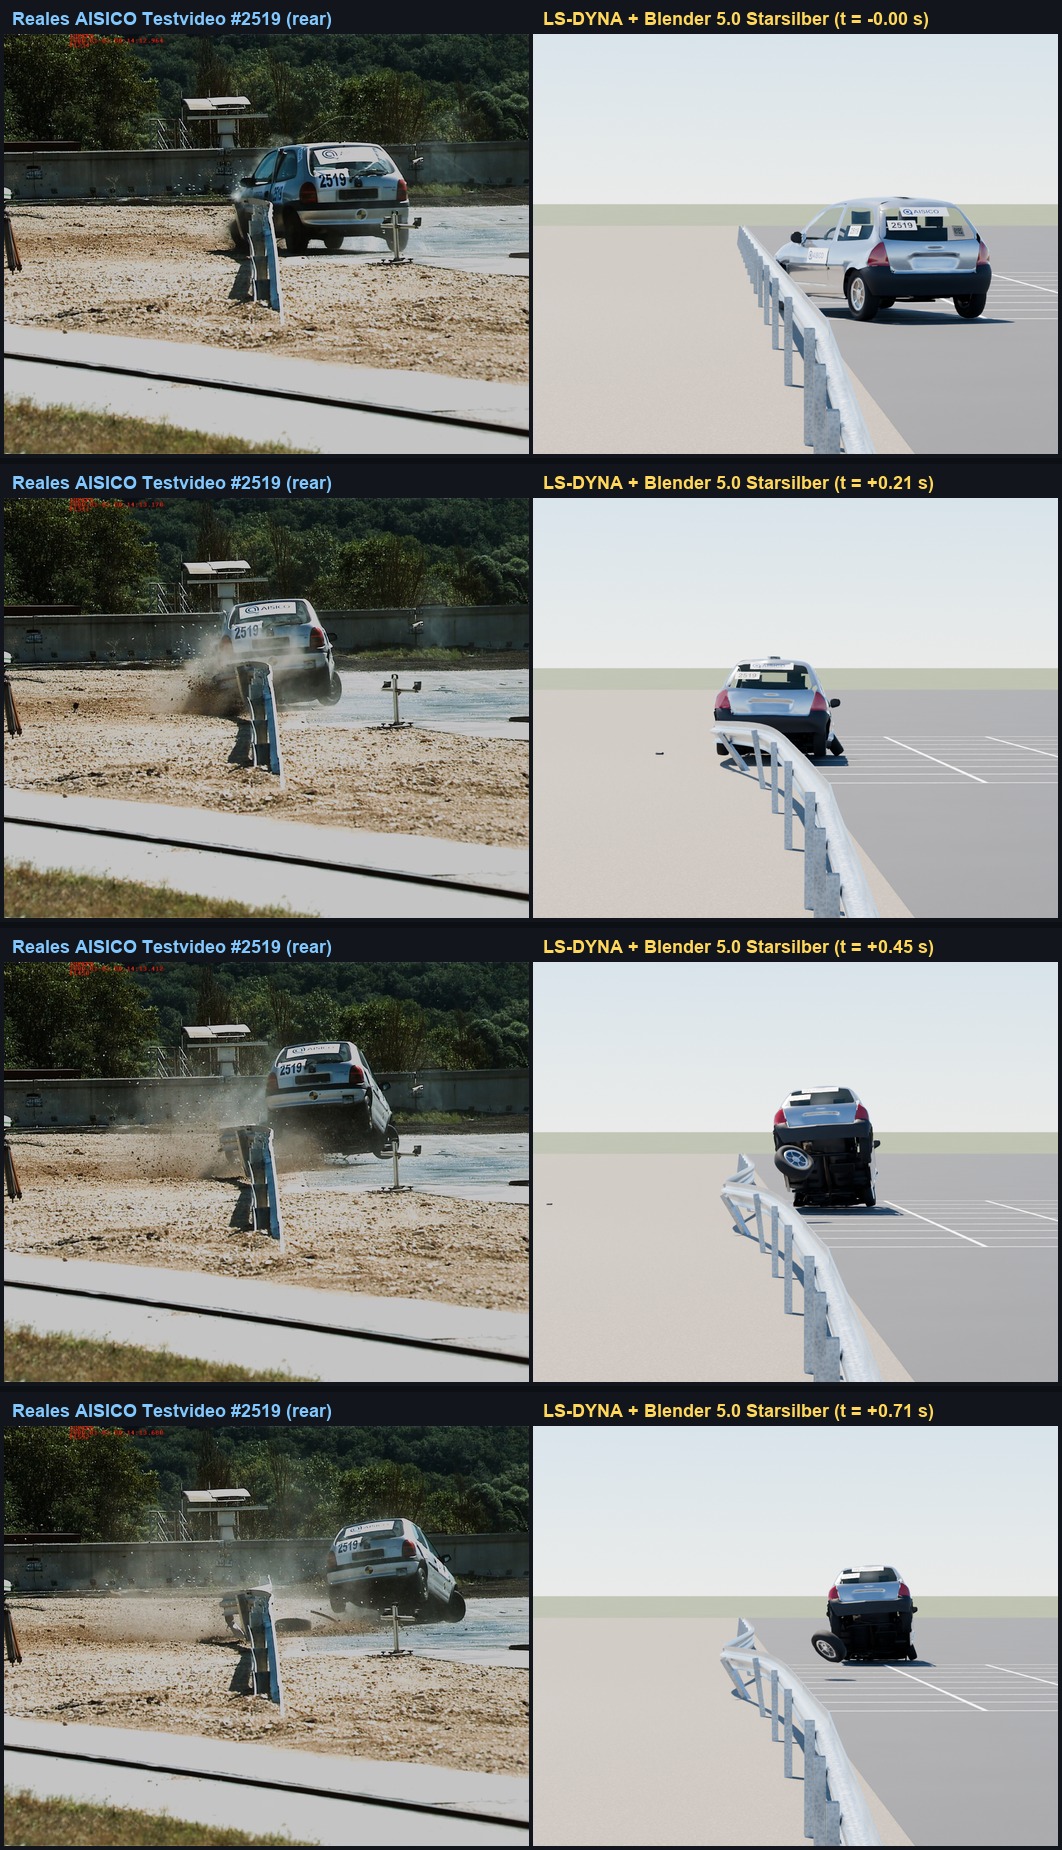 Reales AISICO Testvideo #2519 (rear)
LS-DYNA + Blender 5.0 Starsilber (t = -0.00 s)
2519
AISICO
2519
Reales AISICO Testvideo #2519 (rear)
LS-DYNA + Blender 5.0 Starsilber (t = +0.21 s)
AISICO
2519
2519
Reales AISICO Testvideo #2519 (rear)
LS-DYNA + Blender 5.0 Starsilber (t = +0.45 s)
AISICO
2519
Reales AISICO Testvideo #2519 (rear)
LS-DYNA + Blender 5.0 Starsilber (t = +0.71 s)
AISICO
2519